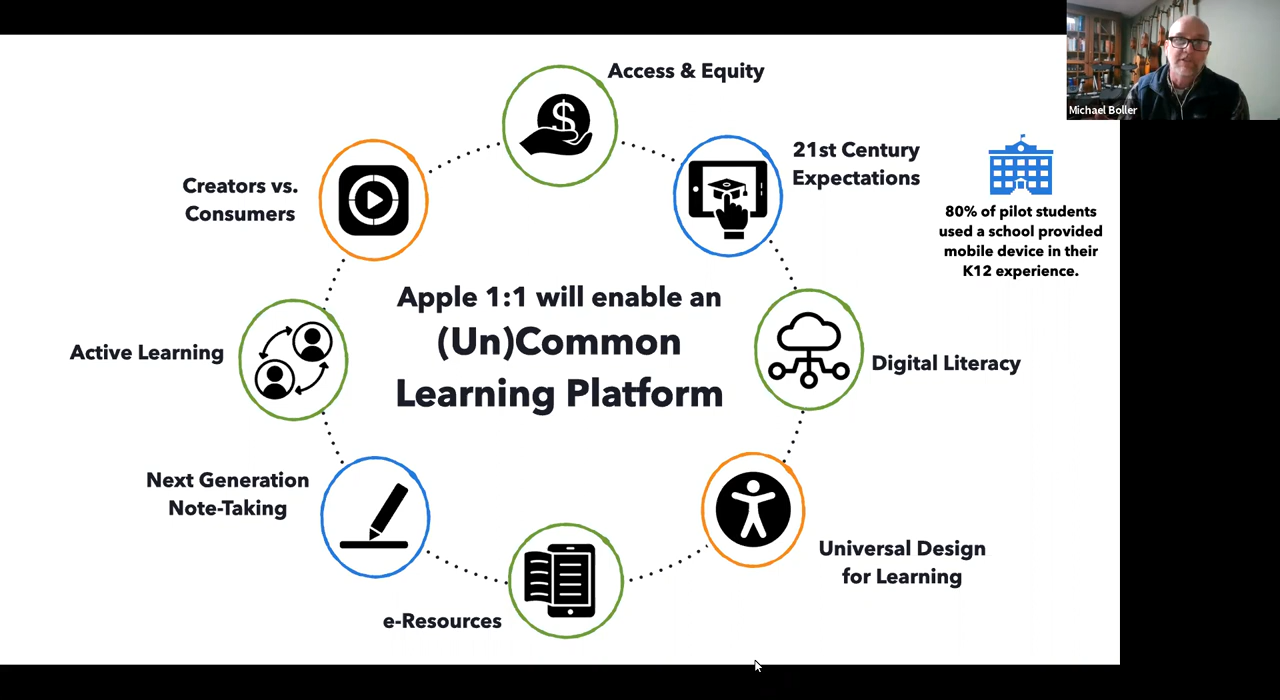 Michael Boller
Access & Equity
21st Century
Expectations
80% of pilot students
used a school provided
mobile device in their
K12 experience.
Creators vs.
Consumers
Apple 1:1 will enable an
(Un)Common
Learning Platform
Active Learning
Digital Literacy
Next Generation
Note-Taking
Universal Design
for Learning
e-Resources